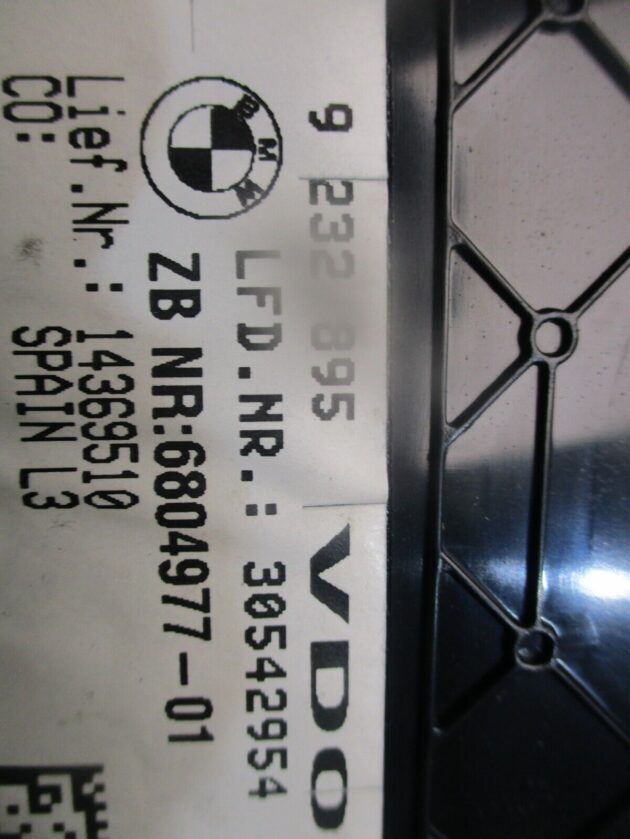 9 232 895 VDO
LFD.NR.: 30542954
BMW
ZB NR:6804977-01
Lief.Nr.: 14369510
CO: SPAIN L3